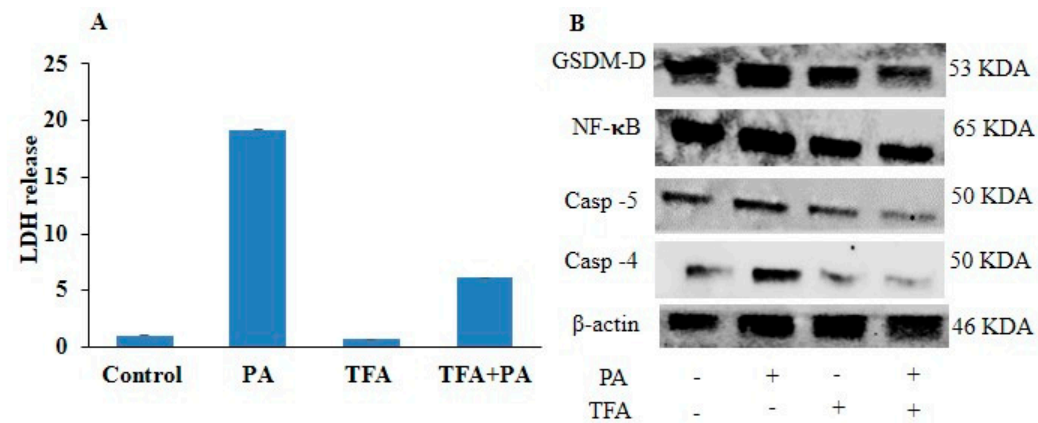 A
25
20
15
10
5
0
LDH release
Control PA TFA TFA+PA
B
GSDM-D 53 KDA
NF-κB 65 KDA
Casp -5 50 KDA
Casp -4 50 KDA
β-actin 46 KDA
PA - + - +
TFA - - + +